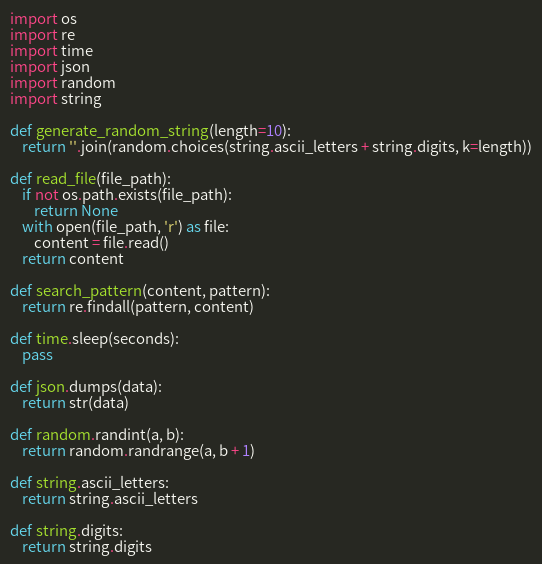 import os
import re
import time
import json
import random
import string

def generate_random_string(length=10):
    return ''.join(random.choices(string.ascii_letters + string.digits, k=length))

def read_file(file_path):
    if not os.path.exists(file_path):
        return None
    with open(file_path, 'r') as file:
        content = file.read()
    return content

def search_pattern(content, pattern):
    return re.findall(pattern, content)

def time.sleep(seconds):
    pass

def json.dumps(data):
    return str(data)

def random.randint(a, b):
    return random.randrange(a, b + 1)

def string.ascii_letters:
    return string.ascii_letters

def string.digits:
    return string.digits